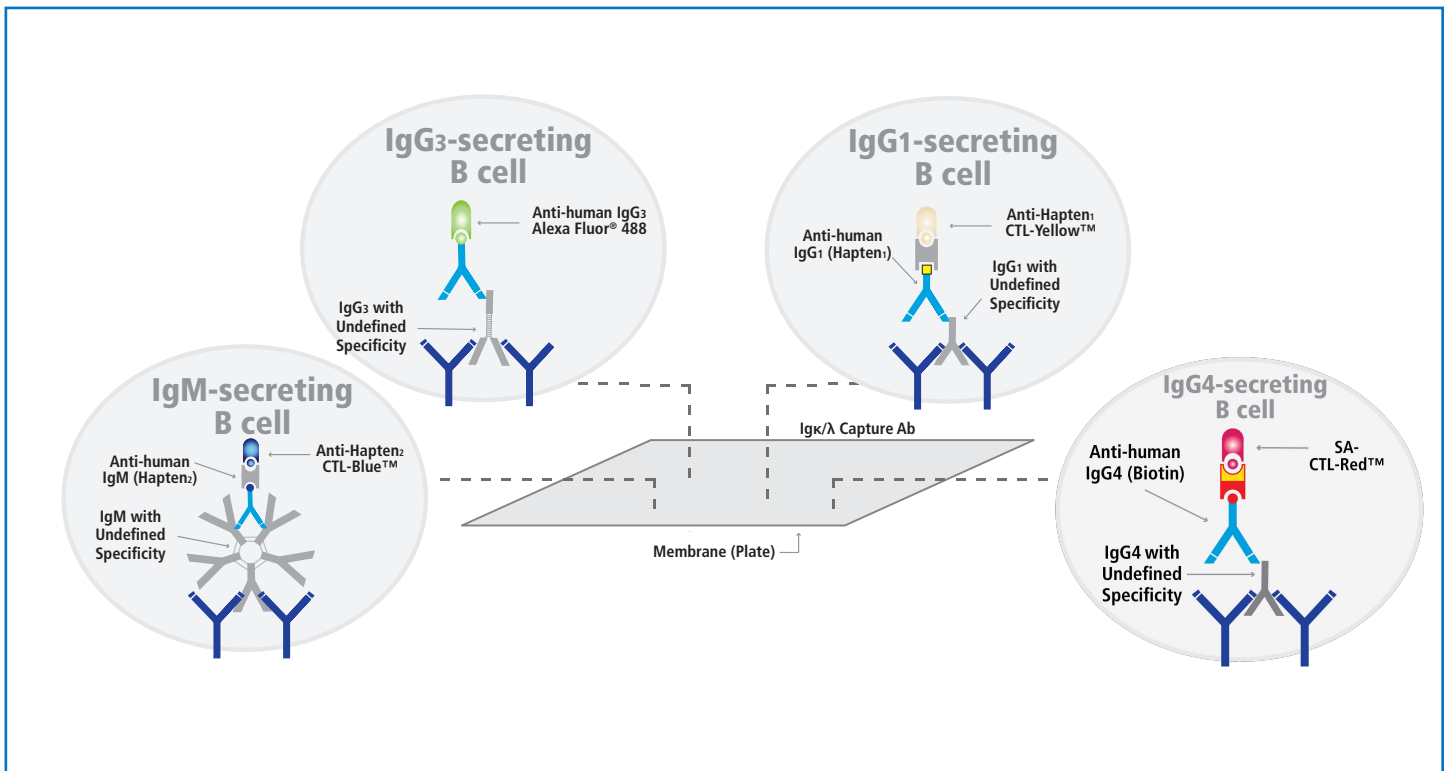 IgG3-secreting
B cell
Anti-human IgG3
Alexa Fluor® 488
IgG3 with
Undefined
Specificity
IgG1-secreting
B cell
Anti-Hapten1
CTL-Yellow™
Anti-human
IgG1 (Hapten1)
IgG1 with
Undefined
Specificity
IgM-secreting
B cell
Anti-Hapten2
CTL-Blue™
Anti-human
IgM (Hapten2)
IgM with
Undefined
Specificity
Igκ/λ Capture Ab
Membrane (Plate)
IgG4-secreting
B cell
Anti-human
IgG4 (Biotin)
SA-
CTL-Red™
IgG4 with
Undefined
Specificity